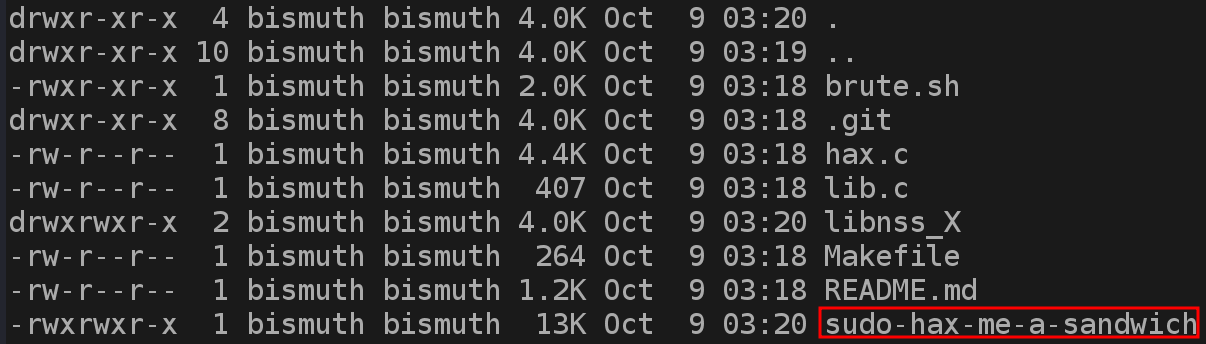 drwxr-xr-x  4 bismuth bismuth 4.0K Oct  9 03:20 .
drwxr-xr-x 10 bismuth bismuth 4.0K Oct  9 03:19 ..
-rwxr-xr-x  1 bismuth bismuth 2.0K Oct  9 03:18 brute.sh
drwxr-xr-x  8 bismuth bismuth 4.0K Oct  9 03:18 .git
-rw-r--r--  1 bismuth bismuth 4.4K Oct  9 03:18 hax.c
-rw-r--r--  1 bismuth bismuth  407 Oct  9 03:18 lib.c
drwxrwxr-x  2 bismuth bismuth 4.0K Oct  9 03:20 libnss_X
-rw-r--r--  1 bismuth bismuth  264 Oct  9 03:18 Makefile
-rw-r--r--  1 bismuth bismuth 1.2K Oct  9 03:18 README.md
-rwxrwxr-x  1 bismuth bismuth  13K Oct  9 03:20 sudo-hax-me-a-sandwich